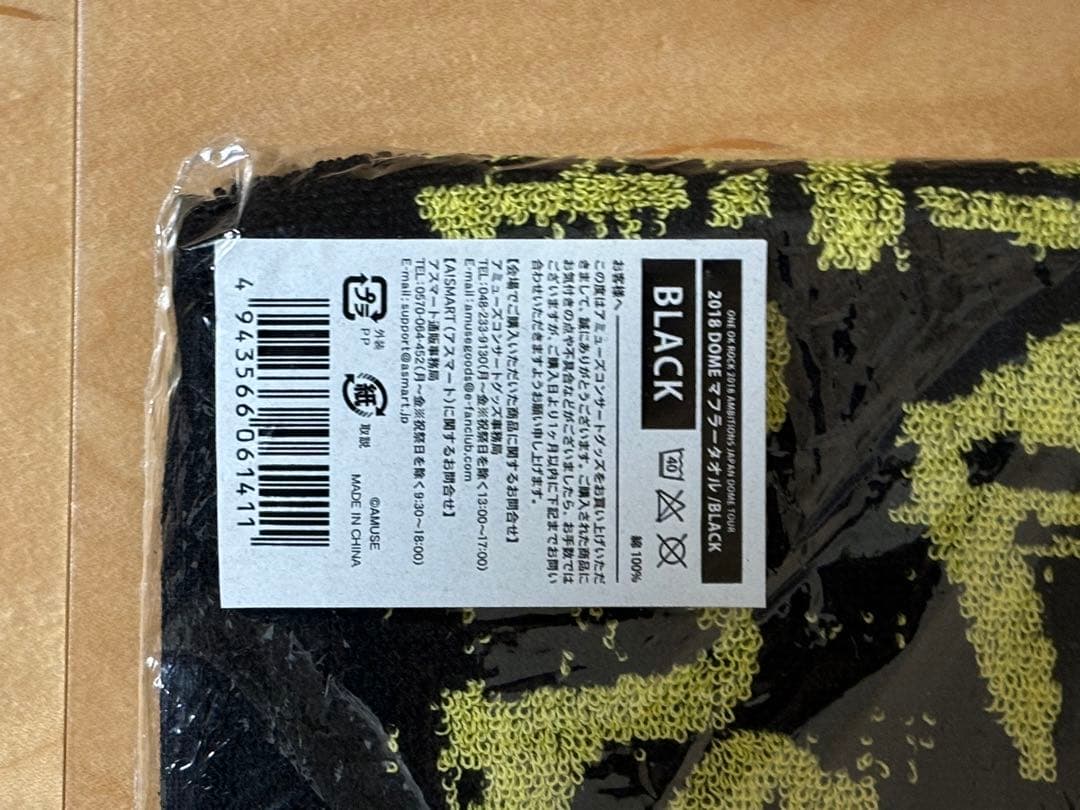 ONE OK ROCK 2018 AMBITIONS JAPAN DOME TOUR
2018 DOME マフラータオル /BLACK
BLACK
40
綿 100%
お客様へ
この度はアミューズコンサートグッズをお買い上げいただ
きまして、誠にありがとうございます。ご購入された商品に
お気付きの点や不具合などがございましたら、お手数では
ございますが、ご購入日より1ヶ月以内に下記までお問い
合わせいただきますようお願い申し上げます。
【会場でご購入いただいた商品に関するお問合せ】
アミューズコンサートグッズ事務局
TEL:048-233-9130(月~金※祝祭日を除く13:00~17:00)
E-mail:amusegoods@e-fanclub.com
【A!SMART(アスマート)に関するお問合せ】
アスマート通販事務局
TEL:0570-064-452(月~金※祝祭日を除く9:30~18:00)
E-mail:support@asmart.jp
プラ 外装
PP
紙 取説
©AMUSE
MADE IN CHINA
4 943566 061411